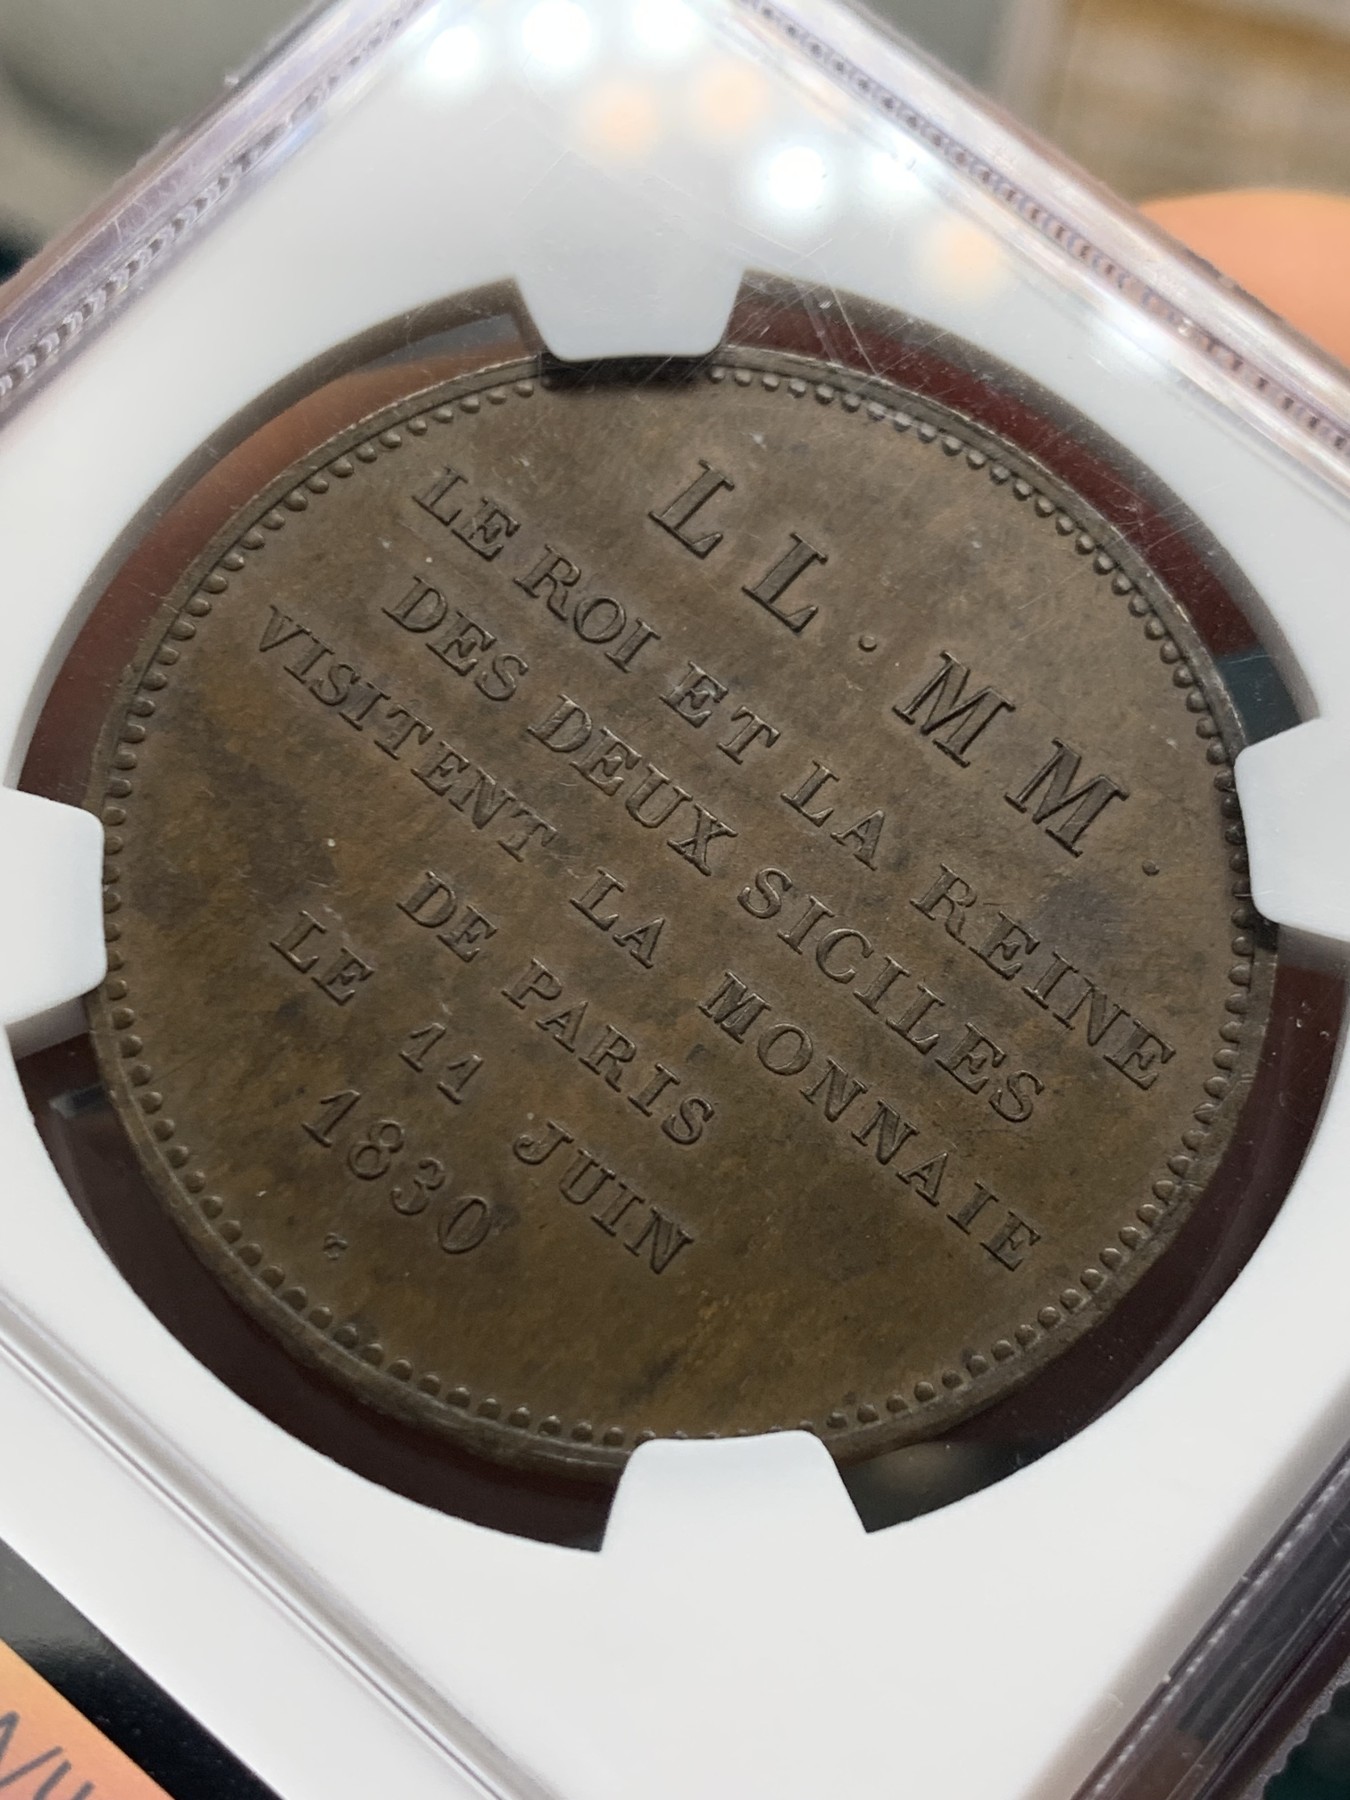 LL. MM.
LE ROI ET LA REINE
DES DEUX SICILES
VISITENT LA MONNAIE
DE PARIS
LE 11 JUIN
1830